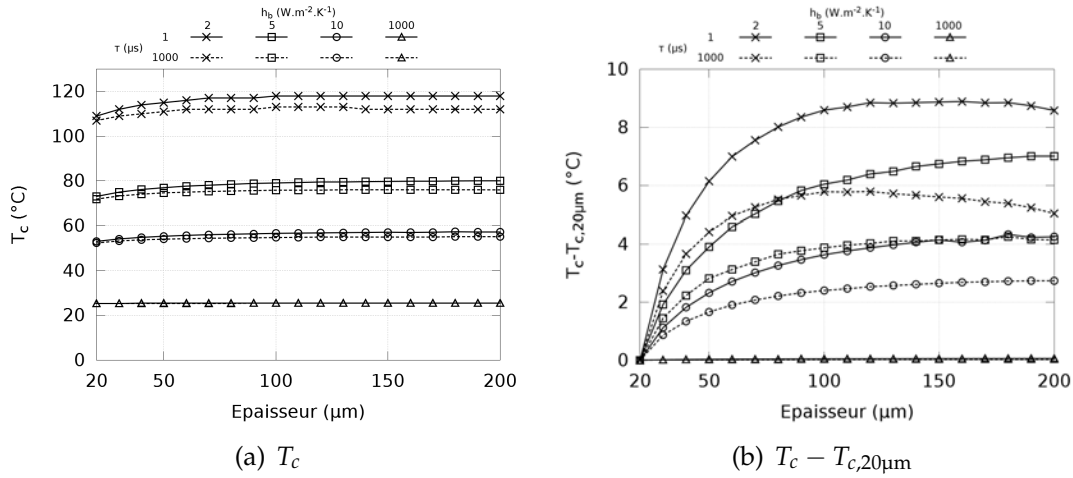 h_b (W.m⁻².K⁻¹)
2 5 10 1000
1
τ (µs)
1000
120
100
80
60
40
20
0
T_c (°C)
20 50 100 150 200
Epaisseur (µm)
(a) T_c
h_b (W.m⁻².K⁻¹)
2 5 10 1000
1
τ (µs)
1000
10
8
6
4
2
0
T_c-T_c,20µm (°C)
20 50 100 150 200
Epaisseur (µm)
(b) T_c − T_c,20µm